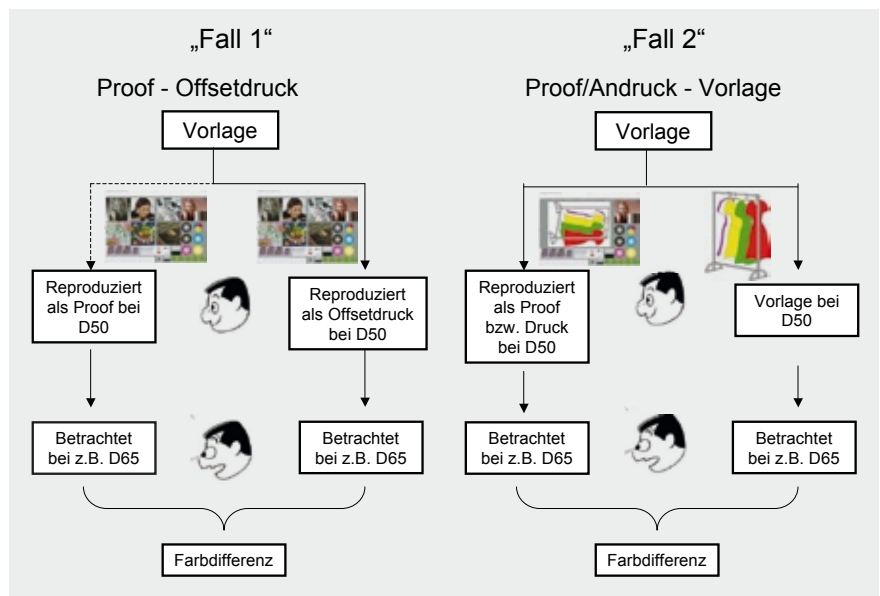 „Fall 1“
Proof - Offsetdruck
Vorlage
Reproduziert
als Proof bei
D50
Reproduziert
als Offsetdruck
bei D50
Betrachtet
bei z.B. D65
Betrachtet
bei z.B. D65
Farbdifferenz
„Fall 2“
Proof/Andruck - Vorlage
Vorlage
Reproduziert
als Proof
bzw. Druck
bei D50
Vorlage bei
D50
Betrachtet
bei z.B. D65
Betrachtet
bei z.B. D65
Farbdifferenz